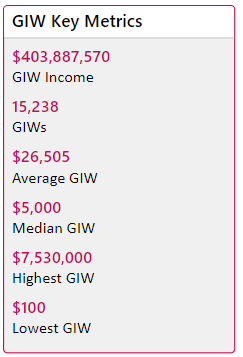 GIW Key Metrics
$403,887,570
GIW Income
15,238
GIWs
$26,505
Average GIW
$5,000
Median GIW
$7,530,000
Highest GIW
$100
Lowest GIW